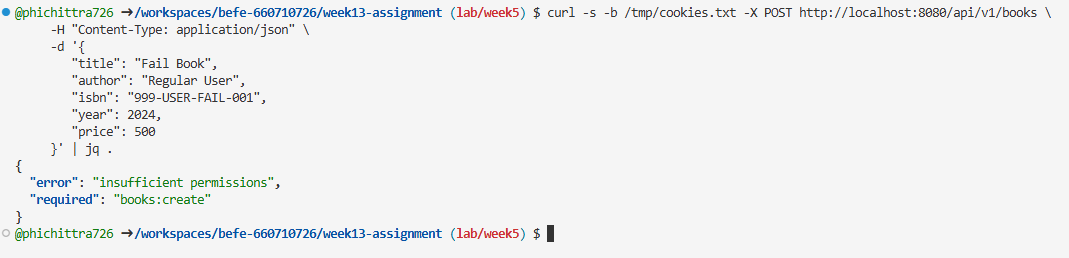 @phichittra726 ➜/workspaces/befe-660710726/week13-assignment (lab/week5) $ curl -s -b /tmp/cookies.txt -X POST http://localhost:8080/api/v1/books \
-H "Content-Type: application/json" \
-d '{
"title": "Fail Book",
"author": "Regular User",
"isbn": "999-USER-FAIL-001",
"year": 2024,
"price": 500
}' | jq .
{
"error": "insufficient permissions",
"required": "books:create"
}
@phichittra726 ➜/workspaces/befe-660710726/week13-assignment (lab/week5) $